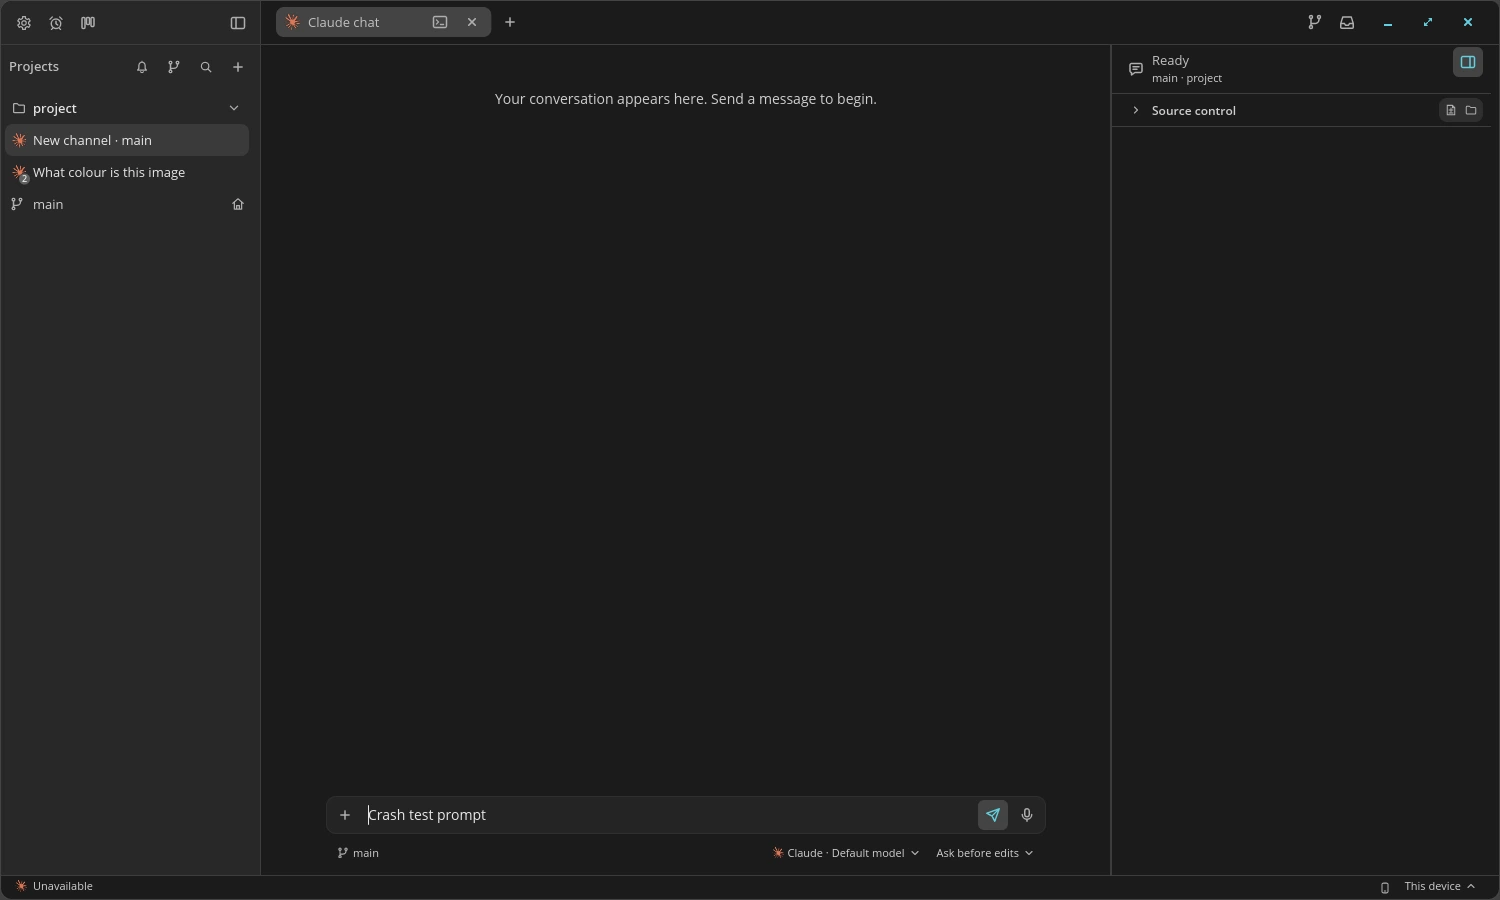 Claude chat
Projects
project
New channel · main
2
What colour is this image
main
Your conversation appears here. Send a message to begin.
Crash test prompt
main
Claude · Default model
Ask before edits
Ready
main · project
Source control
Unavailable
This device